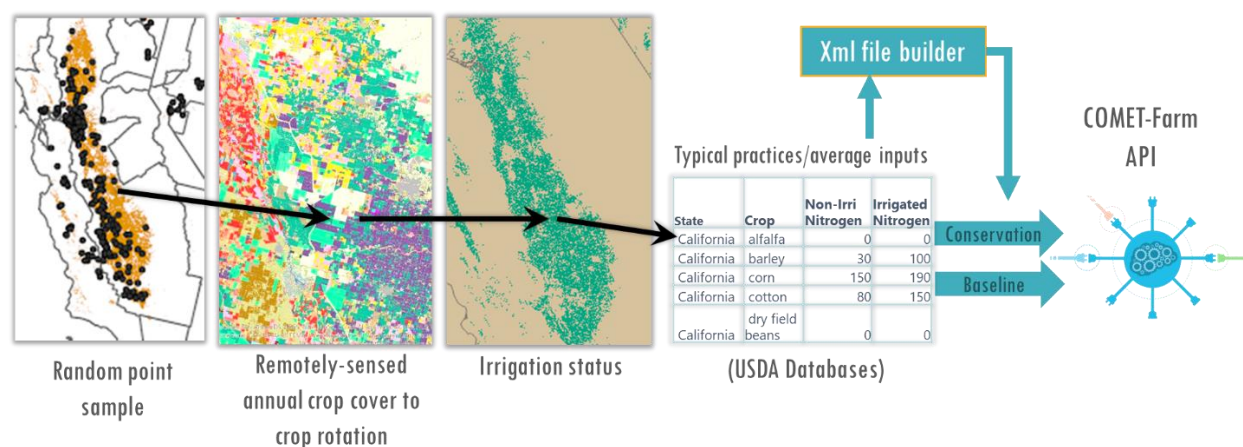 Xml file builder
COMET-Farm
API
Typical practices/average inputs
State Crop Non-Irri Nitrogen Irrigated Nitrogen
California alfalfa 0 0
California barley 30 100
California corn 150 190
California cotton 80 150
California dry field beans 0 0
Conservation
Baseline
Random point
sample
Remotely-sensed
annual crop cover to
crop rotation
Irrigation status
(USDA Databases)